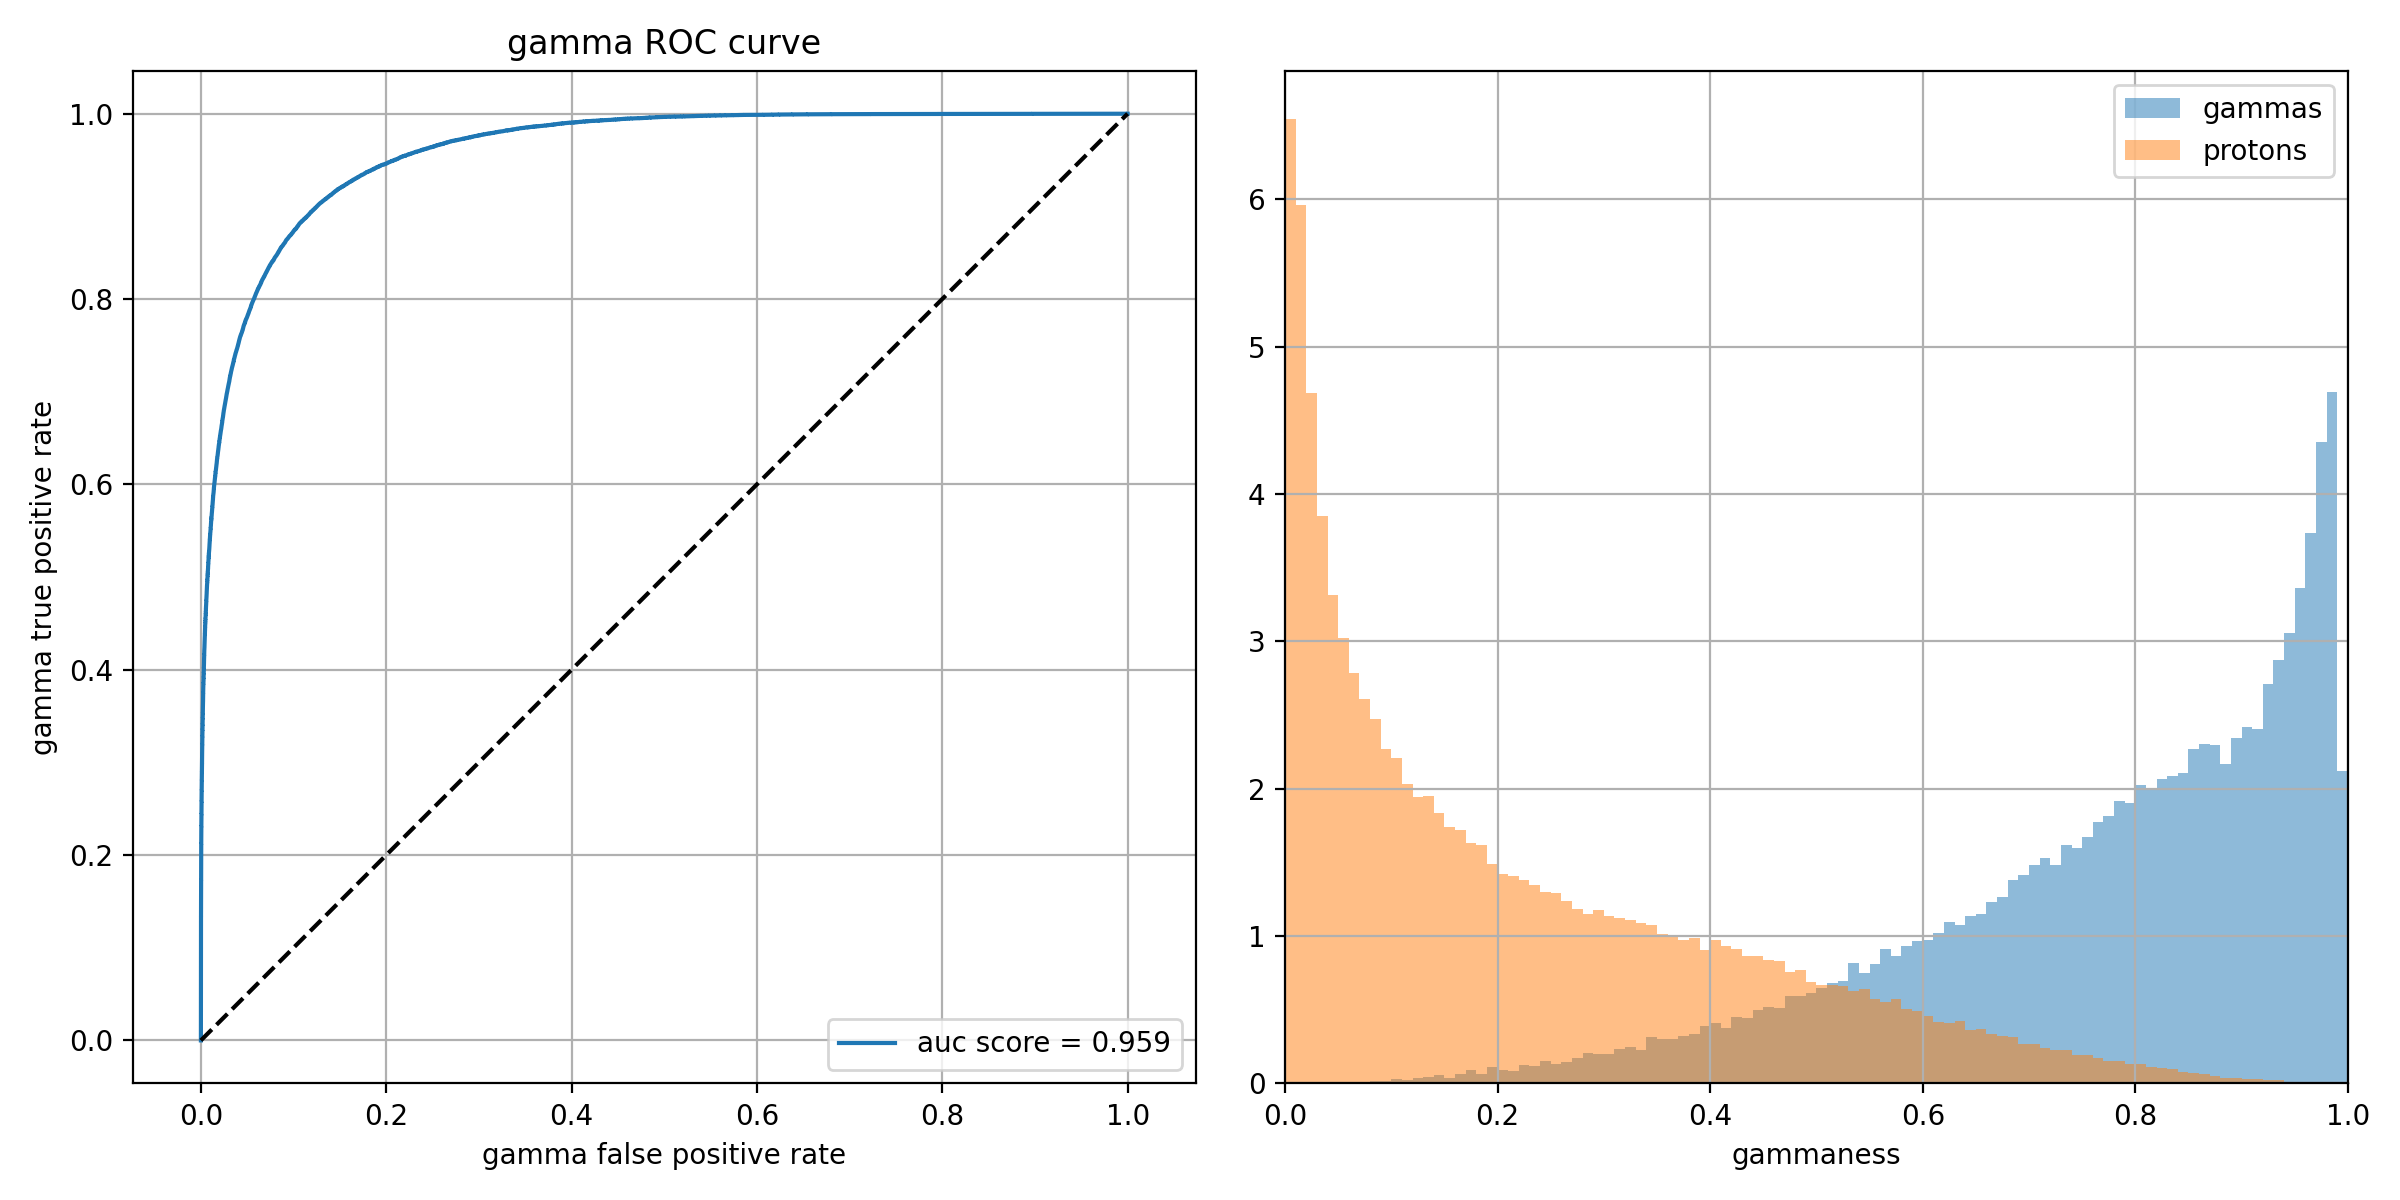 gamma ROC curve
gamma true positive rate
1.0
0.8
0.6
0.4
0.2
0.0
auc score = 0.959
0.0 0.2 0.4 0.6 0.8 1.0
gamma false positive rate
gammas
protons
6
5
4
3
2
1
0
0.0 0.2 0.4 0.6 0.8 1.0
gammaness